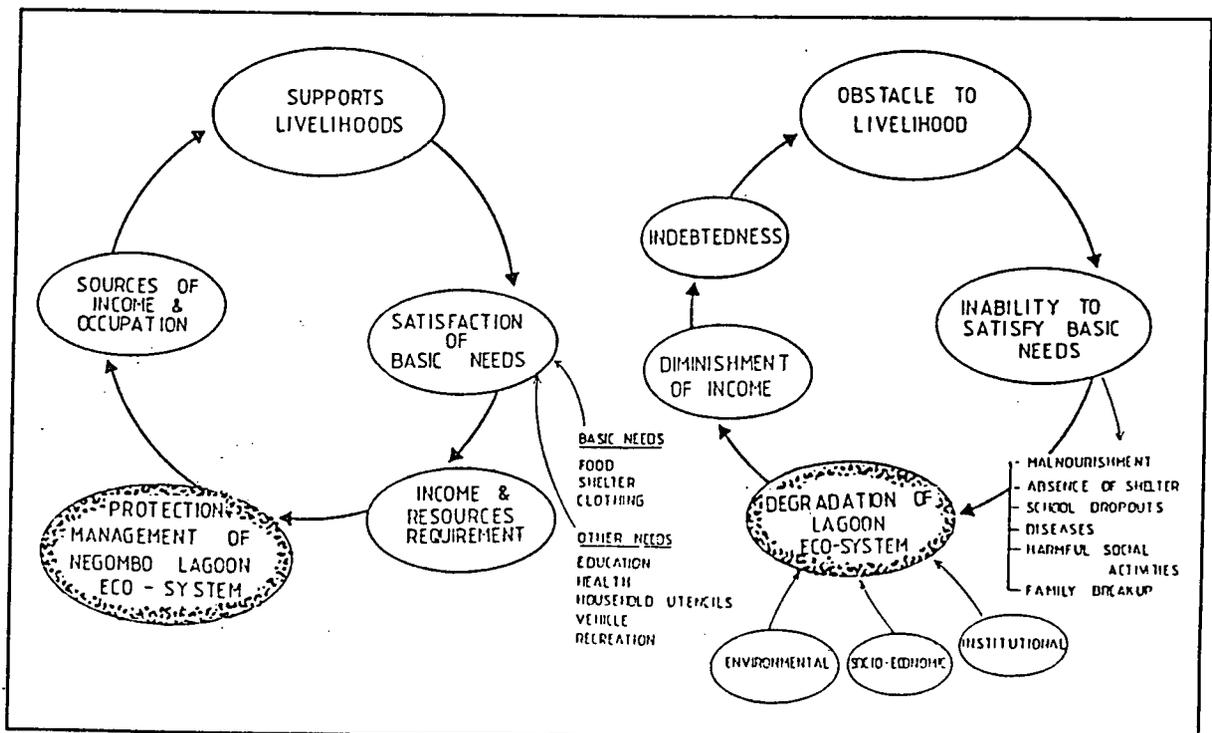 SUPPORTS
LIVELIHOODS
SOURCES OF
INCOME &
OCCUPATION
SATISFACTION
OF
BASIC NEEDS
BASIC NEEDS
FOOD
SHELTER
CLOTHING
OTHER NEEDS
EDUCATION
HEALTH
HOUSEHOLD UTENCILS
VEHICLE
RECREATION
INCOME &
RESOURCES
REQUIREMENT
PROTECTION
MANAGEMENT OF
NEGOMBO LAGOON
ECO - SYSTEM
OBSTACLE TO
LIVELIHOOD
INDEBTEDNESS
DIMINISHMENT
OF INCOME
INABILITY TO
SATISFY BASIC
NEEDS
MALNOURISHMENT
ABSENCE OF SHELTER
SCHOOL DROPOUTS
DISEASES
HARMFUL SOCIAL
ACTIVITIES
FAMILY BREAKUP
DEGRADATION OF
LAGOON
ECO-SYSTEM
ENVIRONMENTAL
SOCIO-ECONOMIC
INSTITUTIONAL